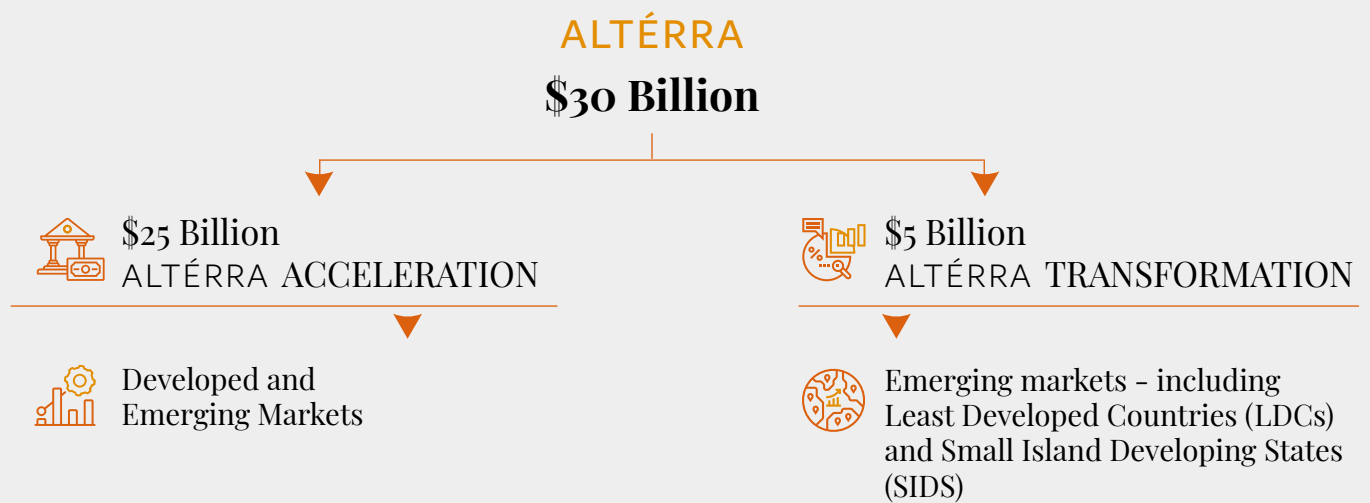 ALTÉRRA
$30 Billion
$25 Billion
ALTÉRRA ACCELERATION
Developed and
Emerging Markets
$5 Billion
ALTÉRRA TRANSFORMATION
Emerging markets - including
Least Developed Countries (LDCs)
and Small Island Developing States
(SIDS)